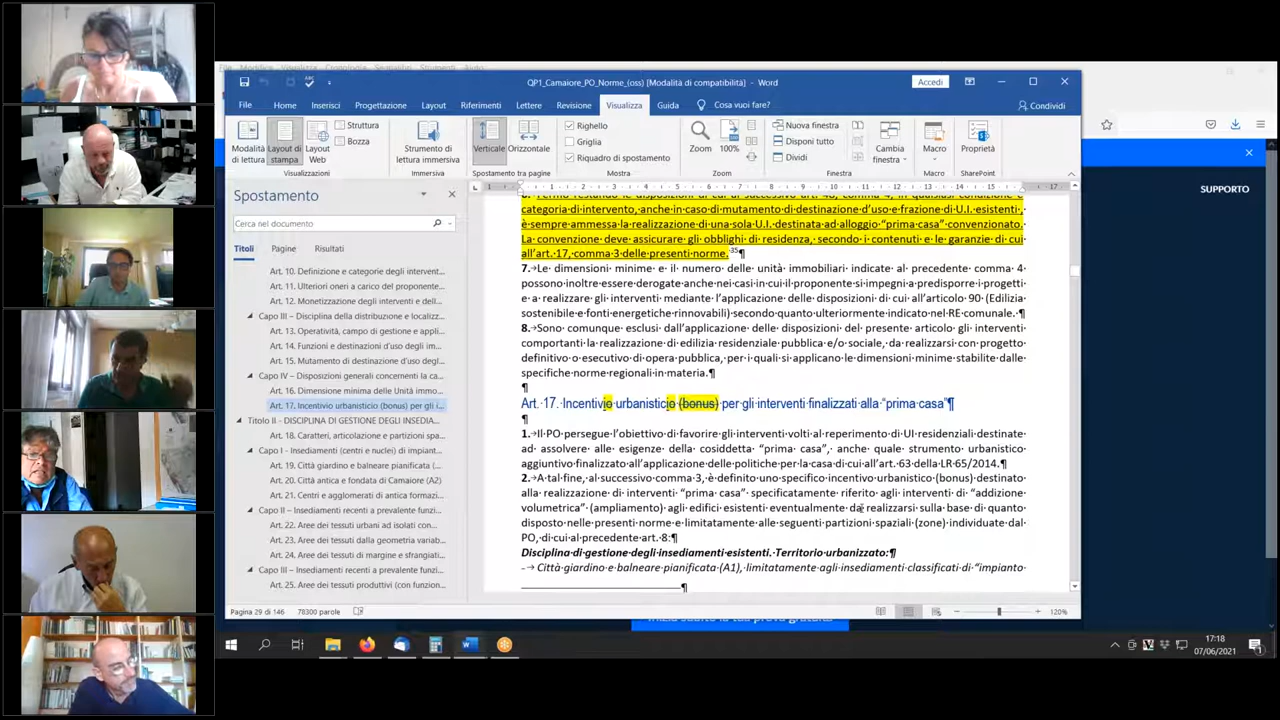 QP1_Camaiore_PO_Norme_(oss) [Modalità di compatibilità] - Word
Accedi
File Home Inserisci Progettazione Layout Riferimenti Lettere Revisione Visualizza Guida Cosa vuoi fare? Condividi
Modalità di lettura
Layout di stampa
Layout Web
Struttura
Bozza
Visualizzazioni
Strumento di lettura immersiva
Immersiva
Verticale
Orizzontale
Spostamento tra pagine
Righello
Griglia
Riquadro di spostamento
Mostra
Zoom
100%
Zoom
Nuova finestra
Disponi tutto
Dividi
Cambia finestra
Finestra
Macro
Macro
Proprietà
SharePoint
SUPPORTO
Spostamento
Cerca nel documento
Titoli Pagine Risultati
Art. 10. Definizione e categorie degli intervent...
Art. 11. Ulteriori oneri a carico del proponente...
Art. 12. Monetizzazione degli interventi e dell...
Capo III – Disciplina della distribuzione e localizz...
Art. 13. Operatività, campo di gestione e appli...
Art. 14. Funzioni e destinazioni d'uso degli im...
Art. 15. Mutamento di destinazione d'uso degl...
Capo IV – Disposizioni generali concernenti la ca...
Art. 16. Dimensione minima delle Unità immo...
Art. 17. Incentivo urbanisticio (bonus) per gli i...
Titolo II - DISCIPLINA DI GESTIONE DEGLI INSEDIA...
Art. 18. Caratteri, articolazione e partizioni spa...
Capo I - Insediamenti (centri e nuclei) di impiant...
Art. 19. Città giardino e balneare pianificata (...
Art. 20. Città antica e fondata di Camaiore (A2)
Art. 21. Centri e agglomerati di antica formazi...
Capo II – Insediamenti recenti a prevalente funzi...
Art. 22. Aree dei tessuti urbani ad isolati con...
Art. 23. Aree dei tessuti dalla geometria variab...
Art. 24. Aree dei tessuti di margine e sfrangiati...
Capo III – Insediamenti recenti a prevalente funzi...
Art. 25. Aree dei tessuti produttivi (con funzion...
categoria di intervento, anche in caso di mutamento di destinazione d'uso e frazione di U.I. esistenti,
è sempre ammessa la realizzazione di una sola U.I. destinata ad alloggio “prima casa” convenzionato.
La convenzione deve assicurare gli obblighi di residenza, secondo i contenuti e le garanzie di cui
all'art. 17, comma 3 delle presenti norme. 35¶
7.→Le dimensioni minime e il numero delle unità immobiliari indicate al precedente comma 4
possono inoltre essere derogate anche nei casi in cui il proponente si impegni a predisporre i progetti
e a realizzare gli interventi mediante l'applicazione delle disposizioni di cui all'articolo 90 (Edilizia
sostenibile e fonti energetiche rinnovabili) secondo quanto ulteriormente indicato nel RE comunale. ¶
8.→Sono comunque esclusi dall'applicazione delle disposizioni del presente articolo gli interventi
comportanti la realizzazione di edilizia residenziale pubblica e/o sociale, da realizzarsi con progetto
definitivo o esecutivo di opera pubblica, per i quali si applicano le dimensioni minime stabilite dalle
specifiche norme regionali in materia.¶
¶
Art. 17. Incentivio urbanisticio (bonus) per gli interventi finalizzati alla “prima casa”¶
¶
1.→Il PO persegue l'obiettivo di favorire gli interventi volti al reperimento di UI residenziali destinate
ad assolvere alle esigenze della cosiddetta “prima casa”, anche quale strumento urbanistico
aggiuntivo finalizzato all'applicazione delle politiche per la casa di cui all'art. 63 della LR 65/2014.¶
2.→A tal fine, al successivo comma 3, è definito uno specifico incentivo urbanistico (bonus) destinato
alla realizzazione di interventi “prima casa” specificatamente riferito agli interventi di “addizione
volumetrica” (ampliamento) agli edifici esistenti eventualmente da realizzarsi sulla base di quanto
disposto nelle presenti norme e limitatamente alle seguenti partizioni spaziali (zone) individuate dal
PO, di cui al precedente art. 8:¶
Disciplina di gestione degli insediamenti esistenti. Territorio urbanizzato:¶
- → Città giardino e balneare pianificata (A1), limitatamente agli insediamenti classificati di “impianto
¶
Pagina 29 di 146 78300 parole 120%
17:18
07/06/2021